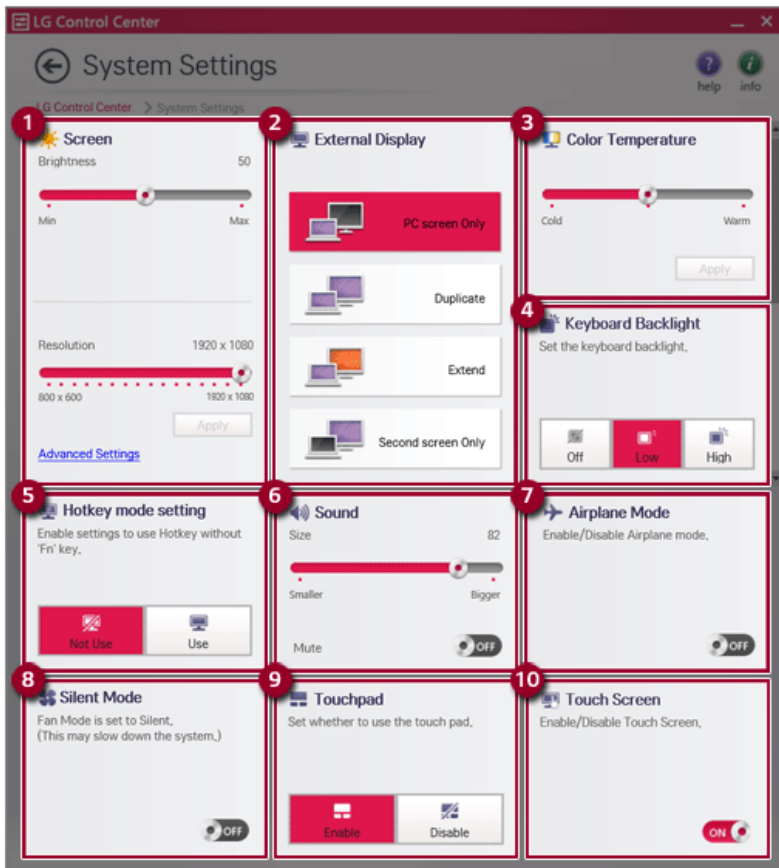 LG Control Center
System Settings
help
info
LG Control Center > System Settings
1
Screen
Brightness 50
Min Max
Resolution 1920 x 1080
800 x 600 1920 x 1080
Apply
Advanced Settings
2
External Display
PC screen Only
Duplicate
Extend
Second screen Only
3
Color Temperature
Cold Warm
Apply
4
Keyboard Backlight
Set the keyboard backlight.
Off Low High
5
Hotkey mode setting
Enable settings to use Hotkey without
'Fn' key.
Not Use Use
6
Sound
Size 82
Smaller Bigger
Mute OFF
7
Airplane Mode
Enable/Disable Airplane mode.
OFF
8
Silent Mode
Fan Mode is set to Silent.
(This may slow down the system.)
OFF
9
Touchpad
Set whether to use the touch pad.
Enable Disable
10
Touch Screen
Enable/Disable Touch Screen.
ON